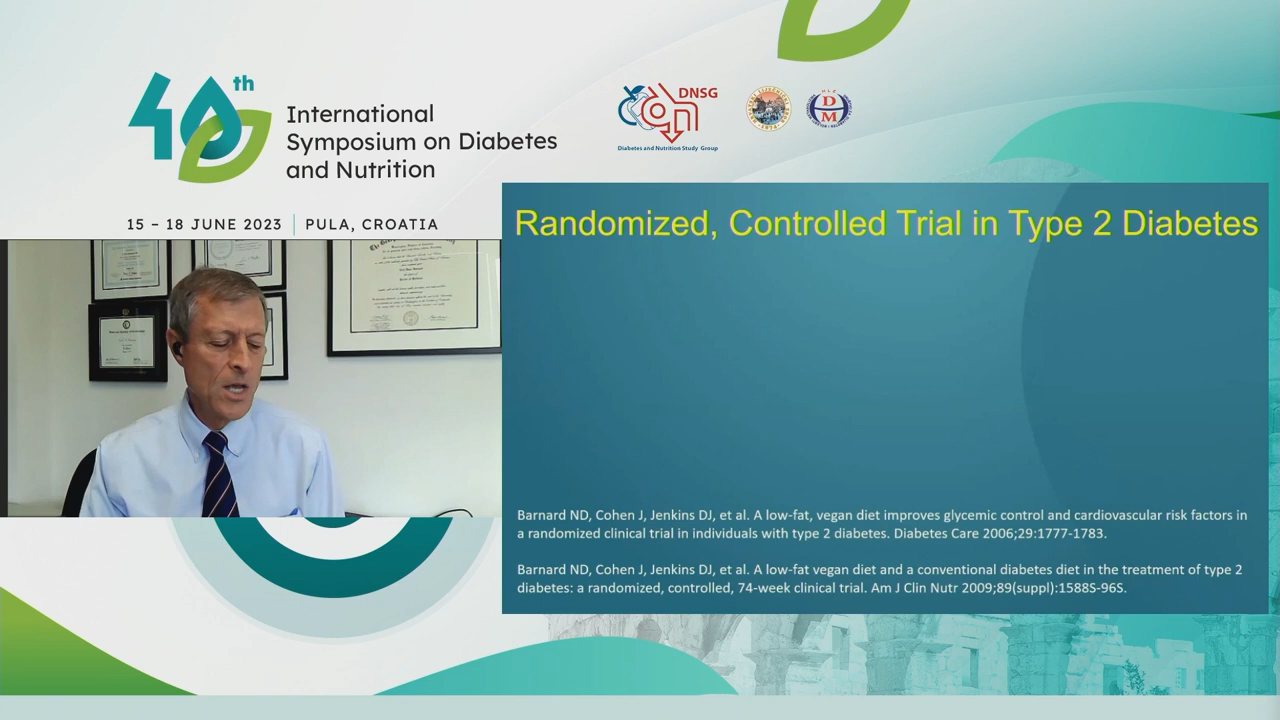 40th
International
Symposium on Diabetes
and Nutrition
15 – 18 JUNE 2023 | PULA, CROATIA
DNSG
Diabetes and Nutrition Study Group
DM
Randomized, Controlled Trial in Type 2 Diabetes
Barnard ND, Cohen J, Jenkins DJ, et al. A low-fat, vegan diet improves glycemic control and cardiovascular risk factors in
a randomized clinical trial in individuals with type 2 diabetes. Diabetes Care 2006;29:1777-1783.
Barnard ND, Cohen J, Jenkins DJ, et al. A low-fat vegan diet and a conventional diabetes diet in the treatment of type 2
diabetes: a randomized, controlled, 74-week clinical trial. Am J Clin Nutr 2009;89(suppl):1588S-96S.